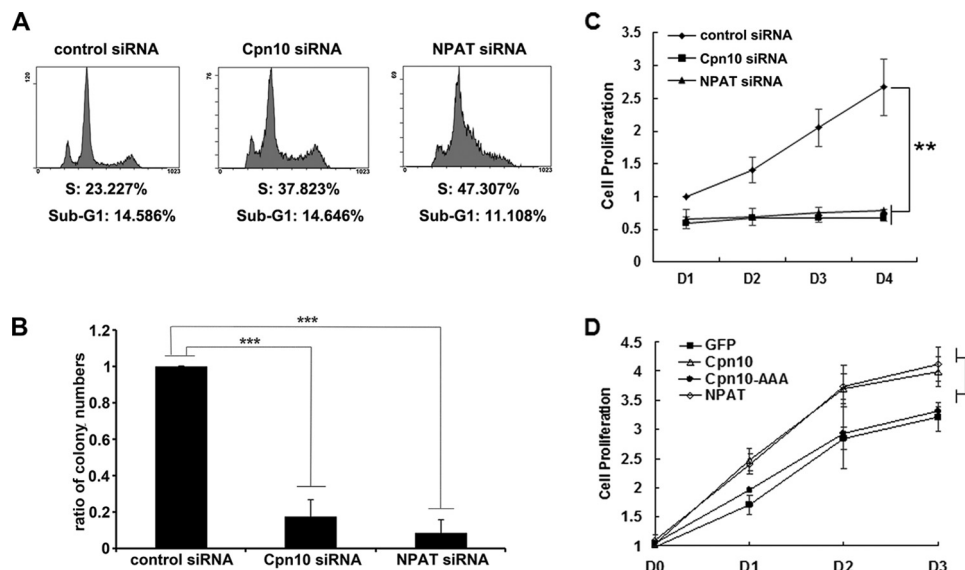 A
control siRNA
Cpn10 siRNA
NPAT siRNA
120
1023
76
1023
69
1023
S: 23.227%
S: 37.823%
S: 47.307%
Sub-G1: 14.586%
Sub-G1: 14.646%
Sub-G1: 11.108%
B
ratio of colony numbers
1.2
1
0.8
0.6
0.4
0.2
0
***
***
control siRNA
Cpn10 siRNA
NPAT siRNA
C
Cell Proliferation
3.5
3
2.5
2
1.5
1
0.5
0
control siRNA
Cpn10 siRNA
NPAT siRNA
**
D1
D2
D3
D4
D
Cell Proliferation
4.5
4
3.5
3
2.5
2
1.5
1
GFP
Cpn10
Cpn10-AAA
NPAT
D0
D1
D2
D3